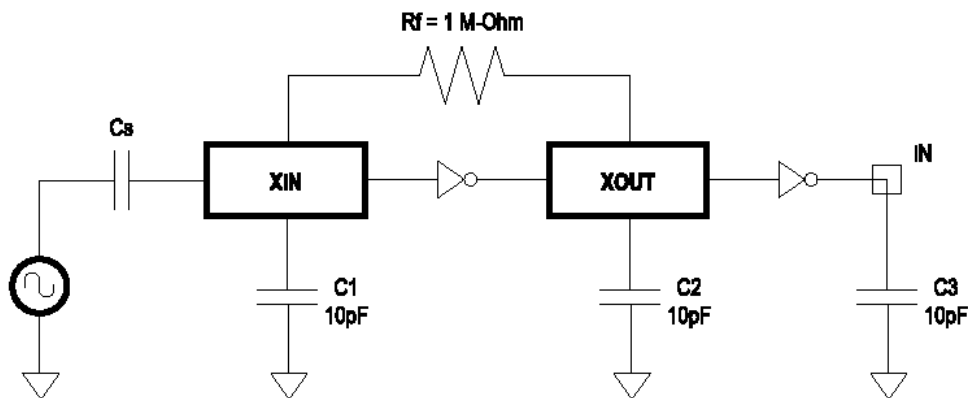 Rf = 1 M-Ohm
Cs
XIN
XOUT
IN
C1
10pF
C2
10pF
C3
10pF